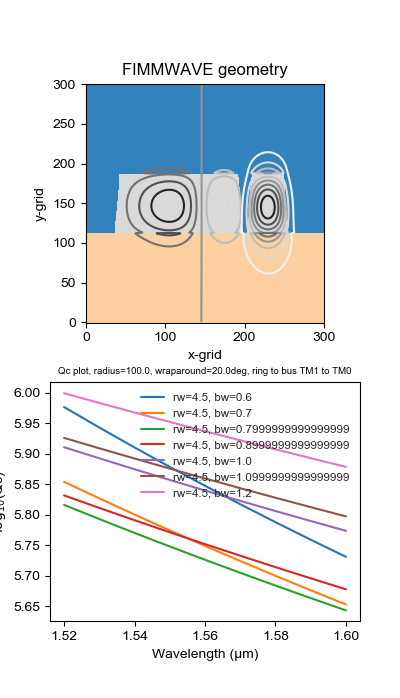 FIMMWAVE geometry
300
250
200
150
100
50
0
y-grid
0 100 200 300
x-grid
Qc plot, radius=100.0, wraparound=20.0deg, ring to bus TM1 to TM0
6.00
5.95
5.90
5.85
5.80
5.75
5.70
5.65
rw=4.5, bw=0.6
rw=4.5, bw=0.7
rw=4.5, bw=0.7999999999999999
rw=4.5, bw=0.8999999999999999
rw=4.5, bw=1.0
rw=4.5, bw=1.0999999999999999
rw=4.5, bw=1.2
1.52 1.54 1.56 1.58 1.60
Wavelength (μm)